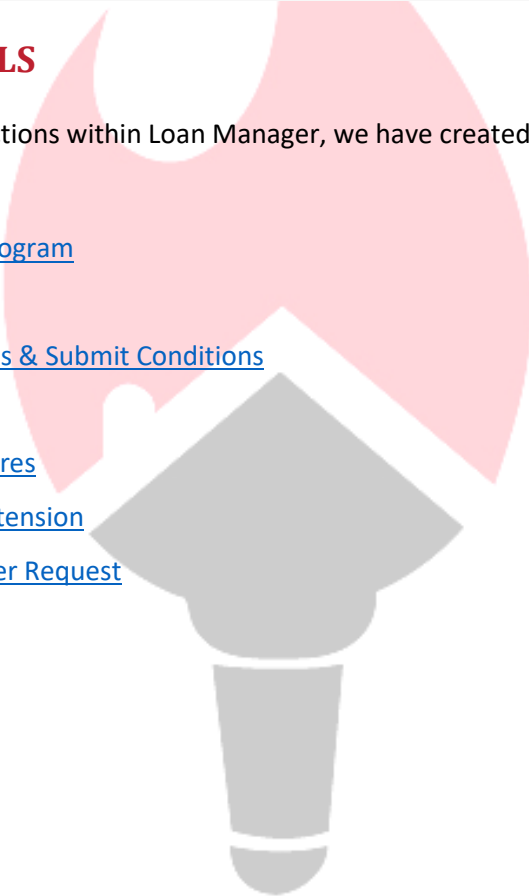 LS
tions within Loan Manager, we have created
ogram
s & Submit Conditions
res
tension
er Request